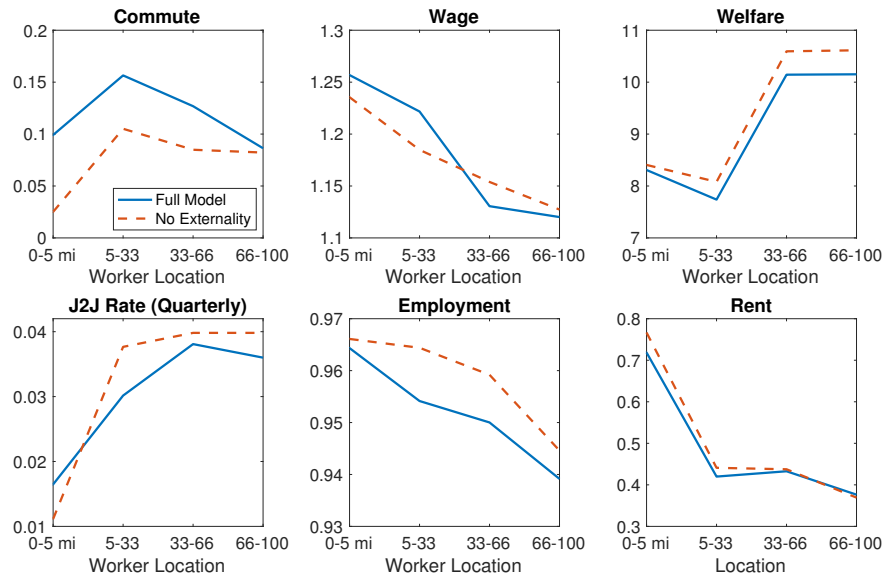 Commute
0.2
0.15
0.1
0.05
0
Full Model
No Externality
0-5 mi 5-33 33-66 66-100
Worker Location
Wage
1.3
1.25
1.2
1.15
1.1
0-5 mi 5-33 33-66 66-100
Worker Location
Welfare
11
10
9
8
7
0-5 mi 5-33 33-66 66-100
Worker Location
J2J Rate (Quarterly)
0.04
0.03
0.02
0.01
0-5 mi 5-33 33-66 66-100
Worker Location
Employment
0.97
0.96
0.95
0.94
0.93
0-5 mi 5-33 33-66 66-100
Worker Location
Rent
0.8
0.7
0.6
0.5
0.4
0.3
0-5 mi 5-33 33-66 66-100
Location